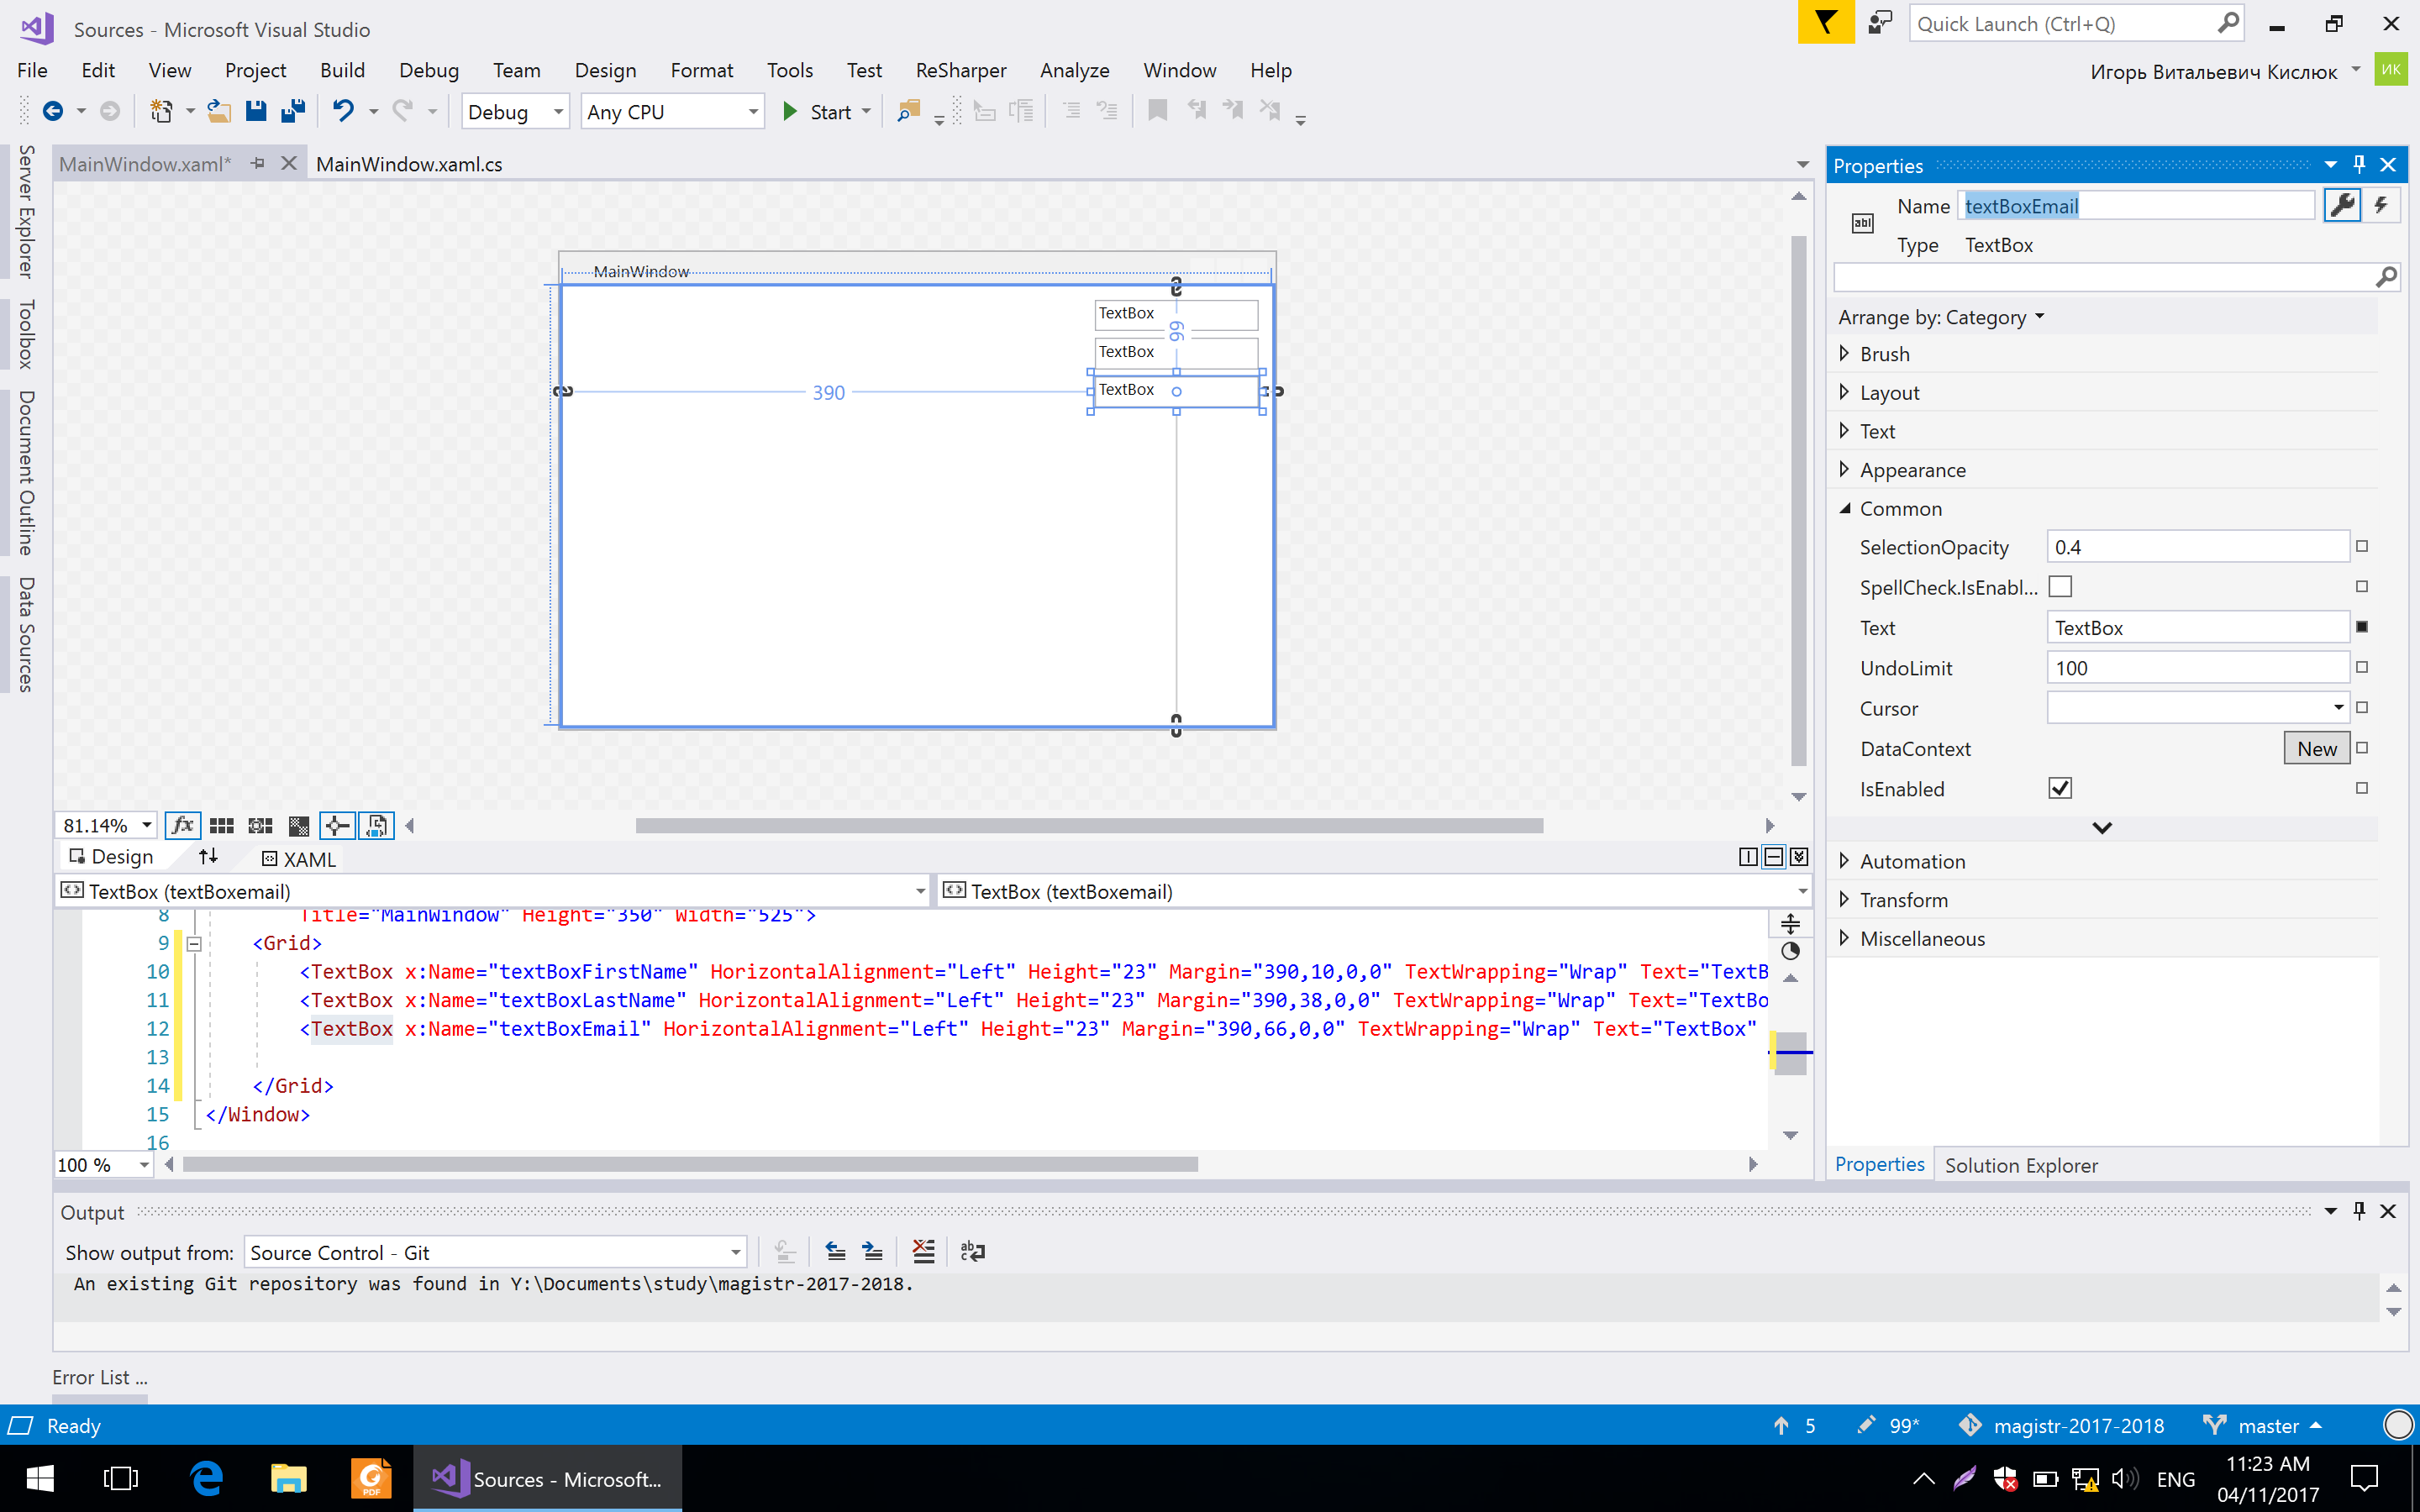 Sources - Microsoft Visual Studio
Quick Launch (Ctrl+Q)
File Edit View Project Build Debug Team Design Format Tools Test ReSharper Analyze Window Help
Игорь Витальевич Кислюк
ИК
Debug Any CPU Start
Server Explorer
Toolbox
Document Outline
Data Sources
MainWindow.xaml* MainWindow.xaml.cs
MainWindow
TextBox
66
TextBox
390
TextBox
81.14%
fx
Design
XAML
TextBox (textBoxemail) TextBox (textBoxemail)
8 Title="MainWindow" Height="350" Width="525">
9 <Grid>
10 <TextBox x:Name="textBoxFirstName" HorizontalAlignment="Left" Height="23" Margin="390,10,0,0" TextWrapping="Wrap" Text="TextB
11 <TextBox x:Name="textBoxLastName" HorizontalAlignment="Left" Height="23" Margin="390,38,0,0" TextWrapping="Wrap" Text="TextBo
12 <TextBox x:Name="textBoxEmail" HorizontalAlignment="Left" Height="23" Margin="390,66,0,0" TextWrapping="Wrap" Text="TextBox"
13
14 </Grid>
15 </Window>
16
100 %
Properties
Name textBoxEmail
Type TextBox
Arrange by: Category
Brush
Layout
Text
Appearance
Common
SelectionOpacity 0.4
SpellCheck.IsEnabl...
Text TextBox
UndoLimit 100
Cursor
DataContext New
IsEnabled
Automation
Transform
Miscellaneous
Properties Solution Explorer
Output
Show output from: Source Control - Git
An existing Git repository was found in Y:\Documents\study\magistr-2017-2018.
Error List ...
Ready
5 99* magistr-2017-2018 master
PDF
Sources - Microsoft...
ENG
11:23 AM
04/11/2017